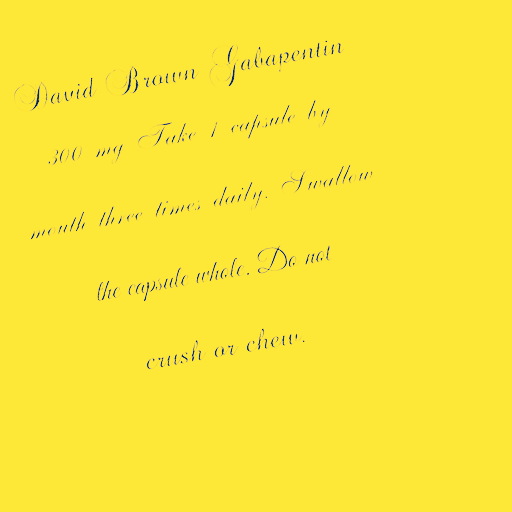 David Brown Gabapentin
300 mg Take 1 capsule by
mouth three times daily. Swallow
the capsule whole. Do not
crush or chew.